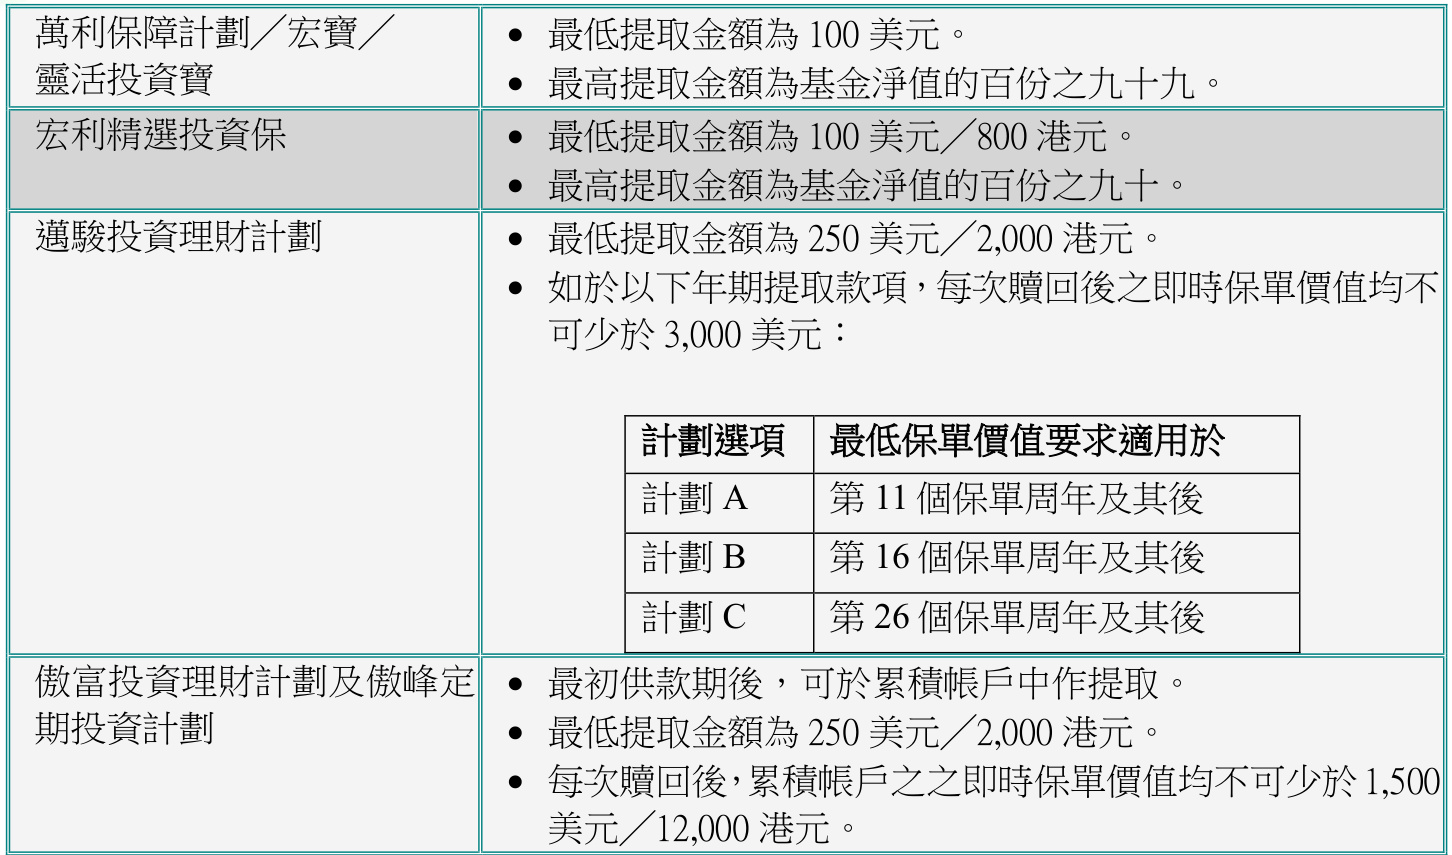 萬利保障計劃／宏寶／
靈活投資寶
• 最低提取金額為 100 美元。
• 最高提取金額為基金淨值的百份之九十九。
宏利精選投資保
• 最低提取金額為 100 美元／800 港元。
• 最高提取金額為基金淨值的百份之九十。
邁駿投資理財計劃
• 最低提取金額為 250 美元／2,000 港元。
• 如於以下年期提取款項，每次贖回後之即時保單價值均不
可少於 3,000 美元：
計劃選項 最低保單價值要求適用於
計劃 A 第 11 個保單周年及其後
計劃 B 第 16 個保單周年及其後
計劃 C 第 26 個保單周年及其後
傲富投資理財計劃及傲峰定
期投資計劃
• 最初供款期後，可於累積帳戶中作提取。
• 最低提取金額為 250 美元／2,000 港元。
• 每次贖回後，累積帳戶之之即時保單價值均不可少於 1,500
美元／12,000 港元。